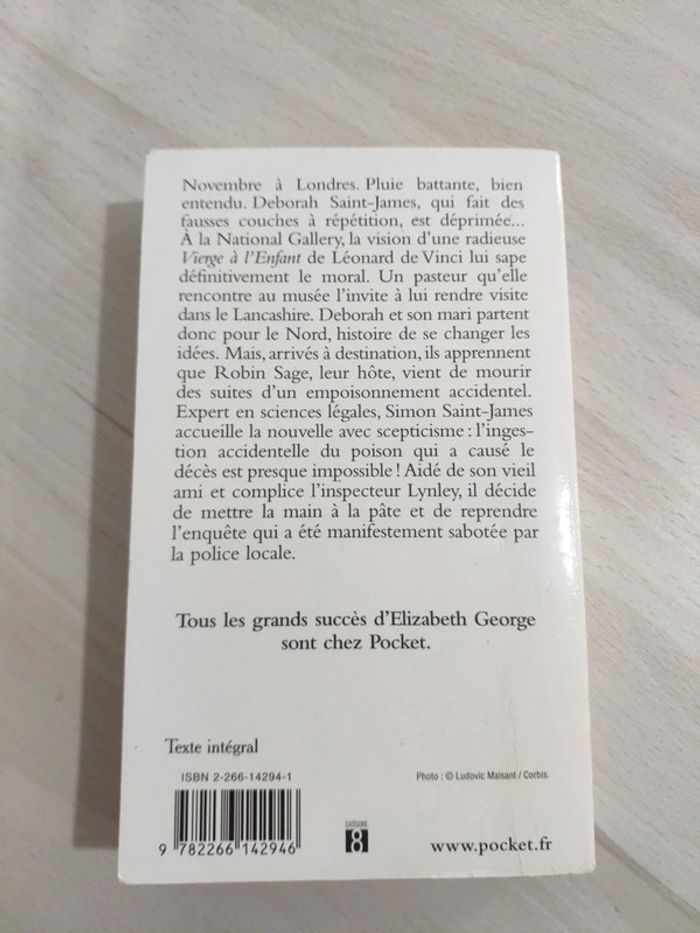 Novembre à Londres. Pluie battante, bien
entendu. Deborah Saint-James, qui fait des
fausses couches à répétition, est déprimée...
À la National Gallery, la vision d'une radieuse
Vierge à l'Enfant de Léonard de Vinci lui sape
définitivement le moral. Un pasteur qu'elle
rencontre au musée l'invite à lui rendre visite
dans le Lancashire. Deborah et son mari partent
donc pour le Nord, histoire de se changer les
idées. Mais, arrivés à destination, ils apprennent
que Robin Sage, leur hôte, vient de mourir
des suites d'un empoisonnement accidentel.
Expert en sciences légales, Simon Saint-James
accueille la nouvelle avec scepticisme : l'inges-
tion accidentelle du poison qui a causé le
décès est presque impossible ! Aidé de son vieil
ami et complice l'inspecteur Lynley, il décide
de mettre la main à la pâte et de reprendre
l'enquête qui a été manifestement sabotée par
la police locale.
Tous les grands succès d'Elizabeth George
sont chez Pocket.
Texte intégral
ISBN 2-266-14294-1
Photo : © Ludovic Maisant / Corbis.
9 782266 142946
CATÉGORIE
8
www.pocket.fr